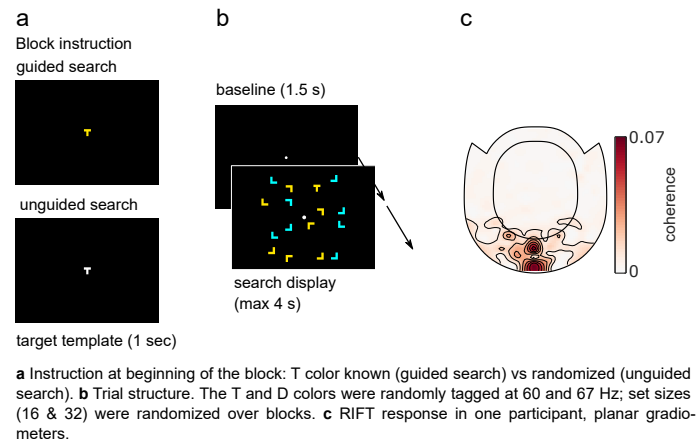 a
Block instruction
guided search
T
unguided search
T
target template (1 sec)
b
baseline (1.5 s)
T
search display
(max 4 s)
c
0.07
0
coherence
a Instruction at beginning of the block: T color known (guided search) vs randomized (unguided
search). b Trial structure. The T and D colors were randomly tagged at 60 and 67 Hz; set sizes
(16 & 32) were randomized over blocks. c RIFT response in one participant, planar gradio-
meters.